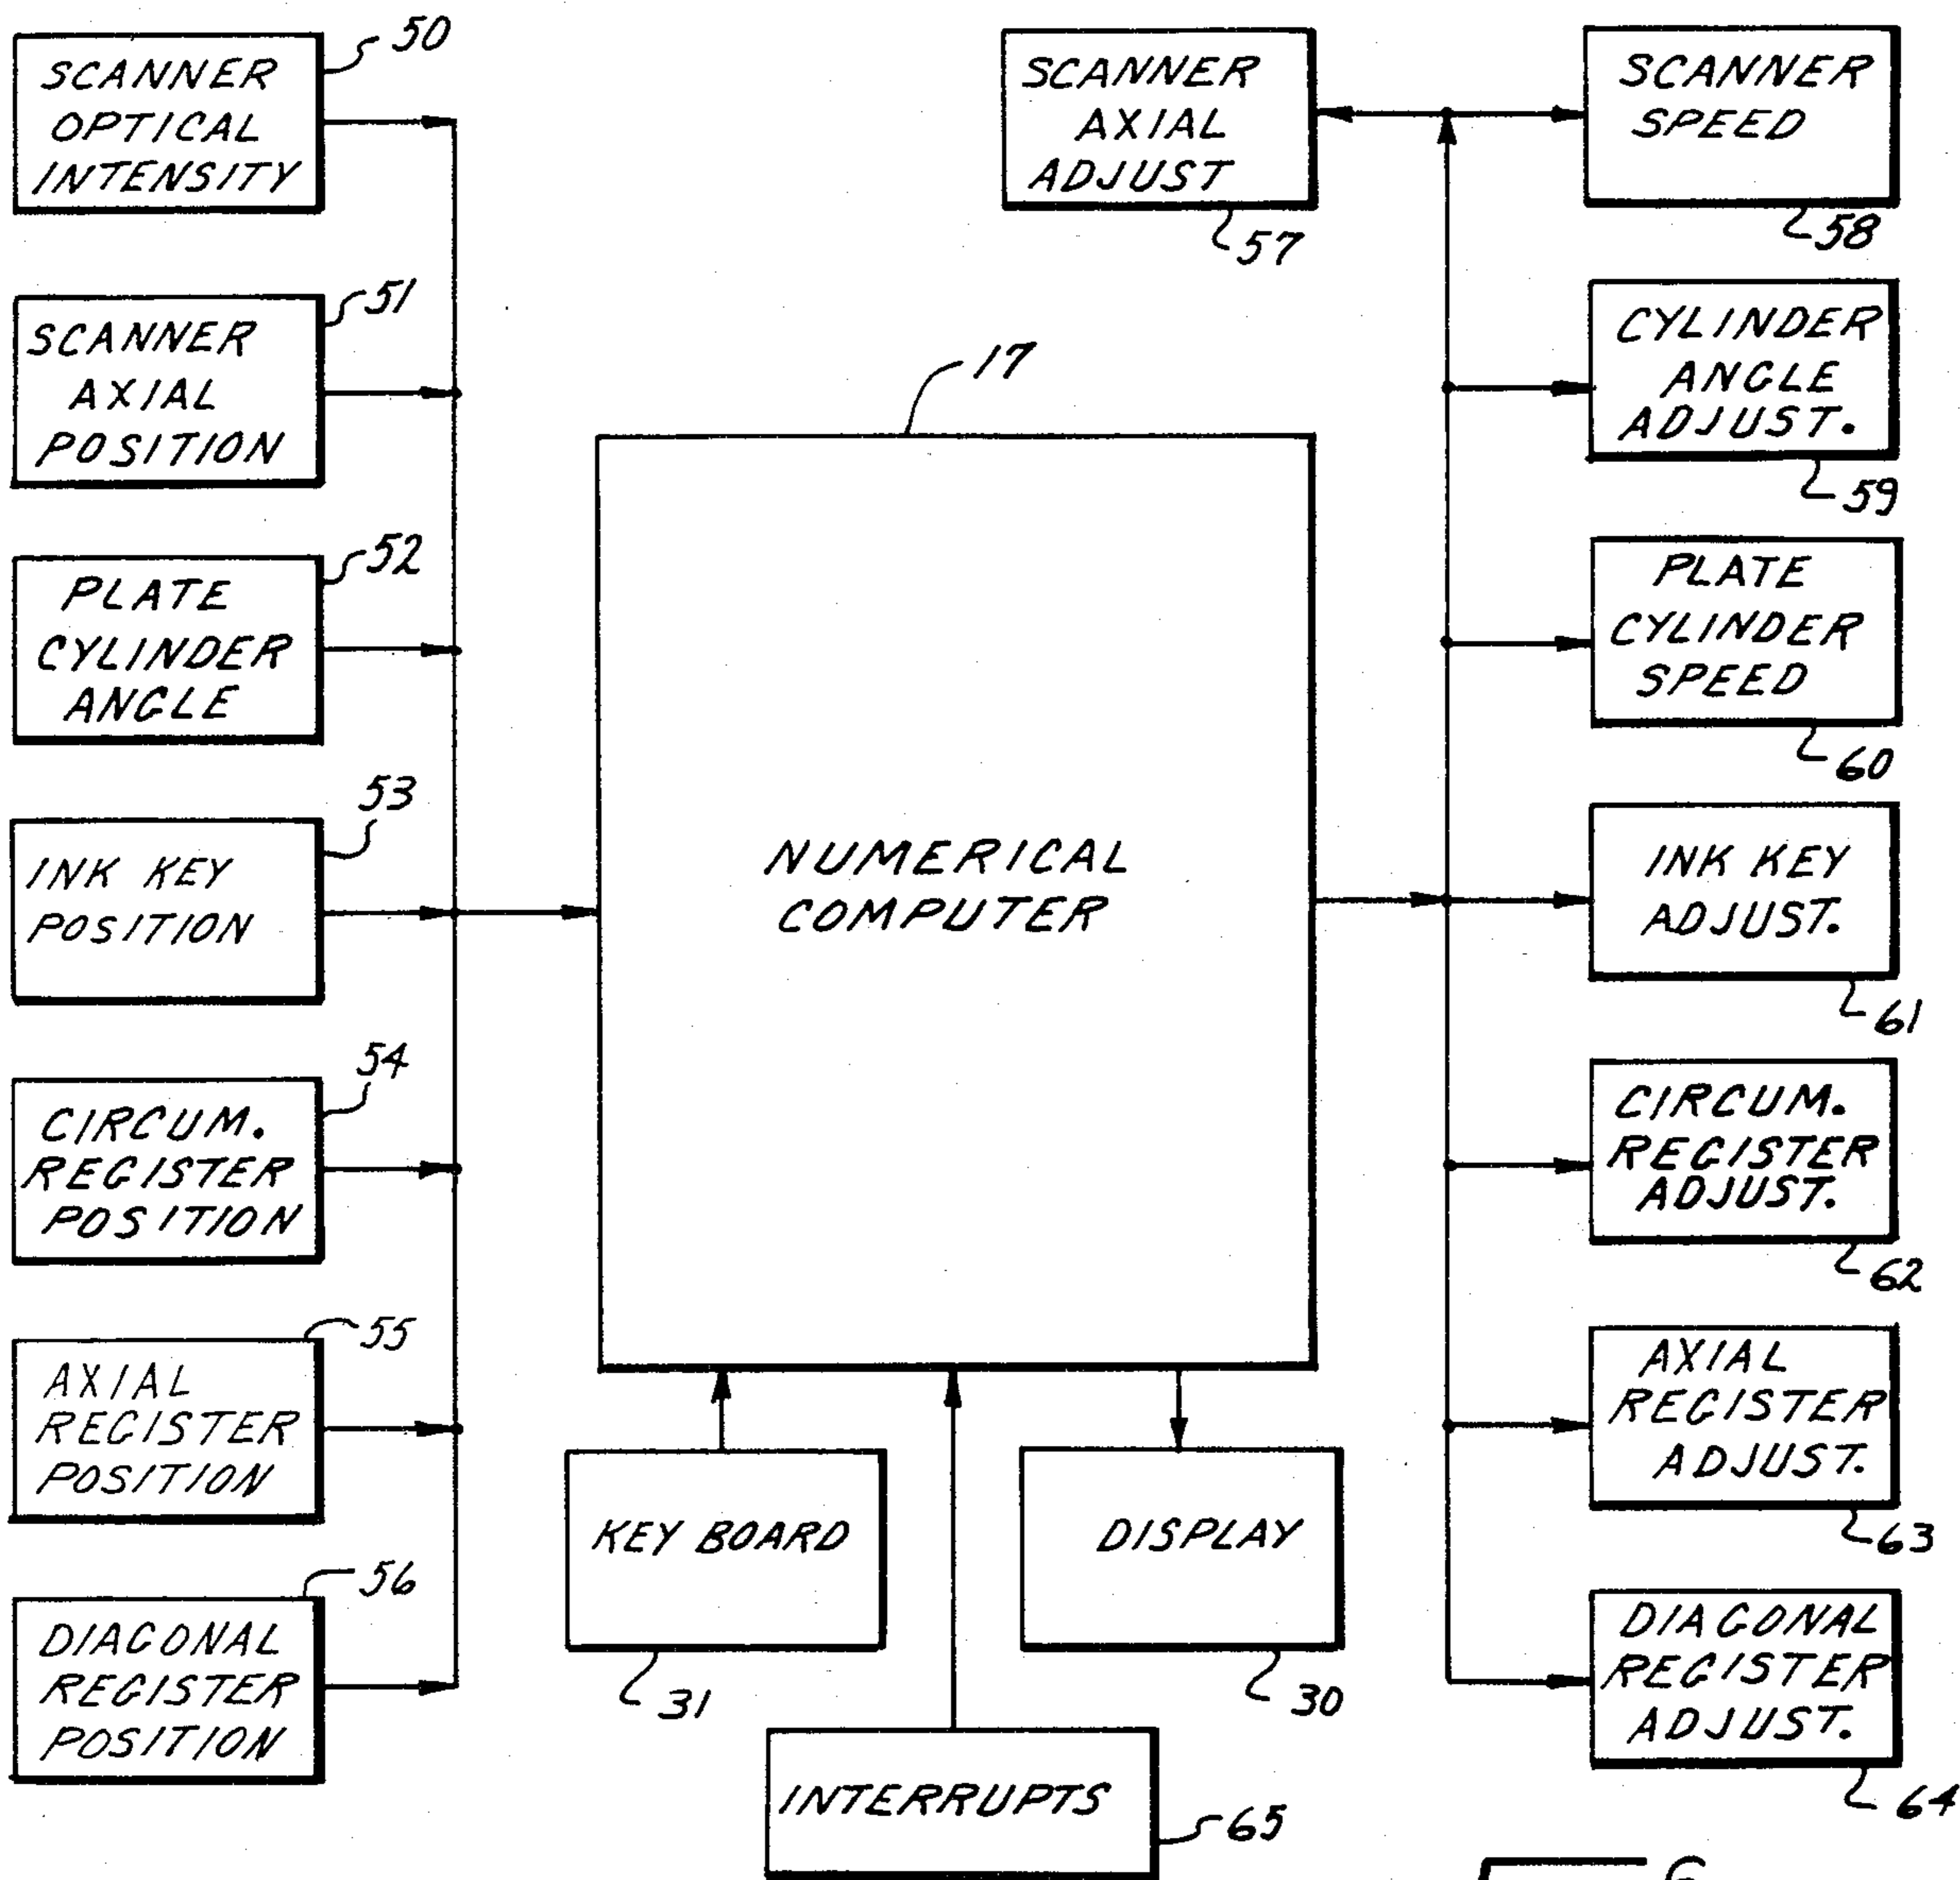 SCANNER
OPTICAL
INTENSITY
50
SCANNER
AXIAL
POSITION
51
PLATE
CYLINDER
ANGLE
52
INK KEY
POSITION
53
CIRCUM.
REGISTER
POSITION
54
AXIAL
REGISTER
POSITION
55
DIAGONAL
REGISTER
POSITION
56
NUMERICAL
COMPUTER
17
KEY BOARD
31
INTERRUPTS
65
DISPLAY
30
SCANNER
AXIAL
ADJUST
57
SCANNER
SPEED
58
CYLINDER
ANGLE
ADJUST.
59
PLATE
CYLINDER
SPEED
60
INK KEY
ADJUST.
61
CIRCUM.
REGISTER
ADJUST.
62
AXIAL
REGISTER
ADJUST.
63
DIAGONAL
REGISTER
ADJUST.
64